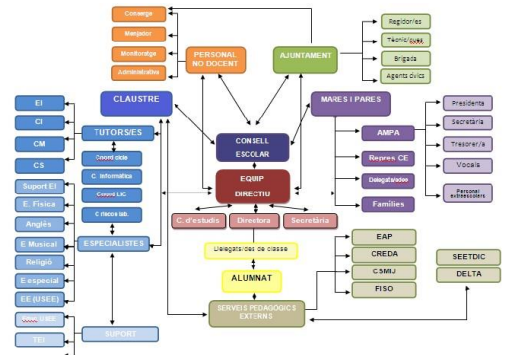 Conserge
Menjador
Monitoratge
Administrativa
PERSONAL
NO DOCENT
AJUNTAMENT
Regidor/es
Tècnic/ques
Brigada
Agents cívics
CLAUSTRE
MARES I PARES
EI
CI
CM
CS
TUTORS/ES
Coord cicle
C. Informàtica
Coord LIC
E riscos lab.
CONSELL
ESCOLAR
EQUIP
DIRECTIU
AMPA
Repres CE
Delegats/ades
Famílies
Presidenta
Secretària
Tresorer/a
Vocals
Personal
extraescolars
Suport EI
E. Física
Anglès
E Musical
Religió
E especial
EE (USEE)
ESPECIALISTES
C. d'estudis
Directora
Secretària
Delegats/des de classe
ALUMNAT
SERVEIS PEDAGÒGICS
EXTERNS
EAP
CREDA
CSMIJ
FISO
SEETDIC
DELTA
TEI
SUPORT